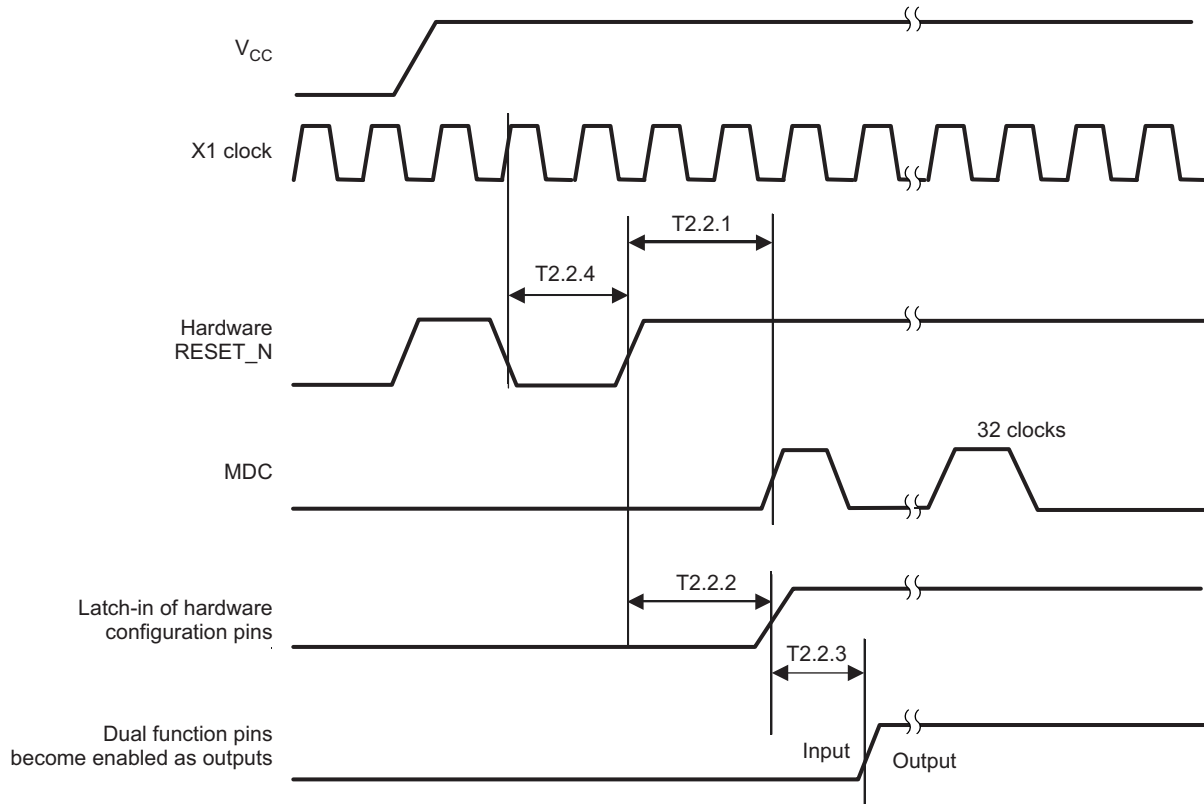 V_CC
X1 clock
T2.2.1
T2.2.4
Hardware
RESET_N
32 clocks
MDC
T2.2.2
Latch-in of hardware
configuration pins
T2.2.3
Dual function pins
become enabled as outputs
Input
Output